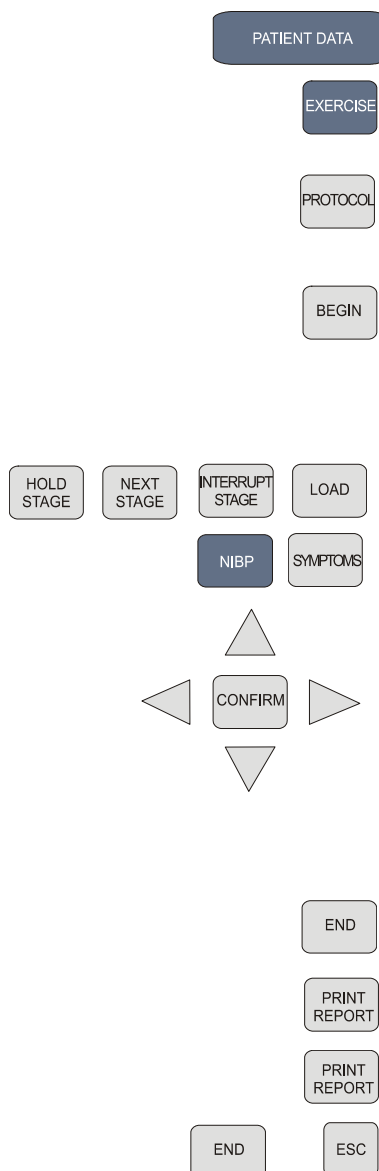 PATIENT DATA
EXERCISE
PROTOCOL
BEGIN
HOLD
STAGE
NEXT
STAGE
INTERRUPT
STAGE
LOAD
NIBP
SYMPTOMS
CONFIRM
END
PRINT
REPORT
PRINT
REPORT
END
ESC